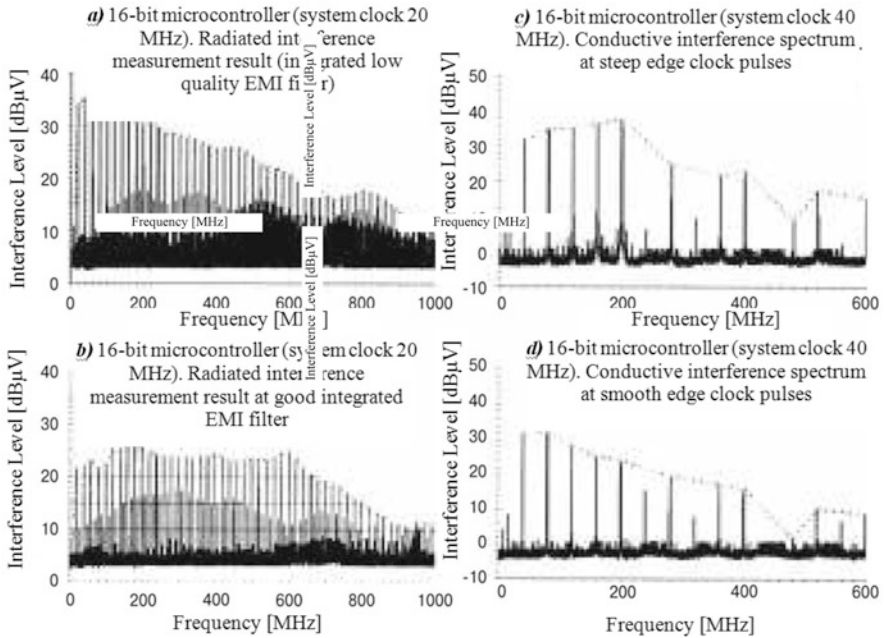 a) 16-bit microcontroller (system clock 20
MHz). Radiated interference
measurement result (integrated low
quality EMI filter)
Interference Level [dBµV]
40
30
20
10
0
0 200 400 600 800 1000
Frequency [MHz]
Frequency [MHz]
Interference Level [dBµV]
Interference Level [dBµV]
Interference Level [dBµV]
c) 16-bit microcontroller (system clock 40
MHz). Conductive interference spectrum
at steep edge clock pulses
Interference Level [dBµV]
50
40
30
20
10
0
-10
0 200 400 600
Frequency [MHz]
Frequency [MHz]
b) 16-bit microcontroller (system clock 20
MHz). Radiated interference
measurement result at good integrated
EMI filter
Interference Level [dBµV]
40
30
20
10
0
0 200 400 600 800 1000
Frequency [MHz]
d) 16-bit microcontroller (system clock 40
MHz). Conductive interference spectrum
at smooth edge clock pulses
Interference Level [dBµV]
50
40
30
20
10
0
-10
0 200 400 600
Frequency [MHz]